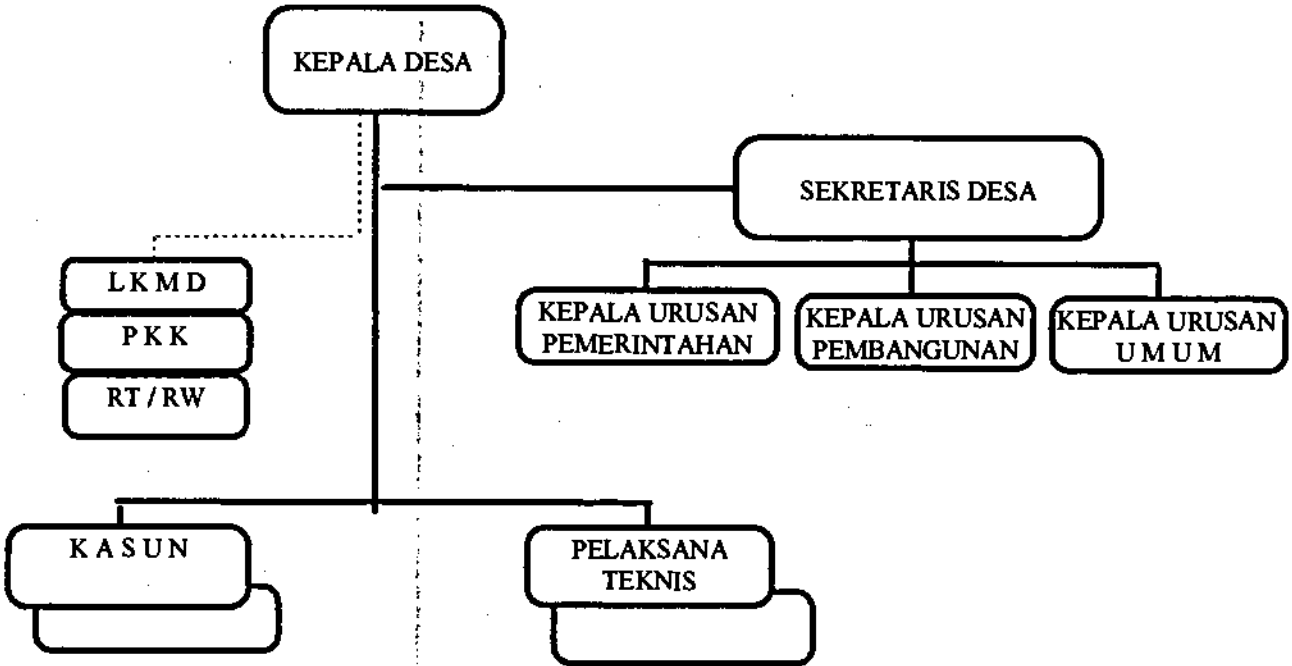 KEPALA DESA
SEKRETARIS DESA
L K M D
P K K
RT / RW
KEPALA URUSAN
PEMERINTAHAN
KEPALA URUSAN
PEMBANGUNAN
KEPALA URUSAN
U M U M
K A S U N
PELAKSANA
TEKNIS